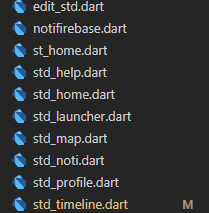 edit_std.dart
notifirebase.dart
st_home.dart
std_help.dart
std_home.dart
std_launcher.dart
std_map.dart
std_noti.dart
std_profile.dart
std_timeline.dart M